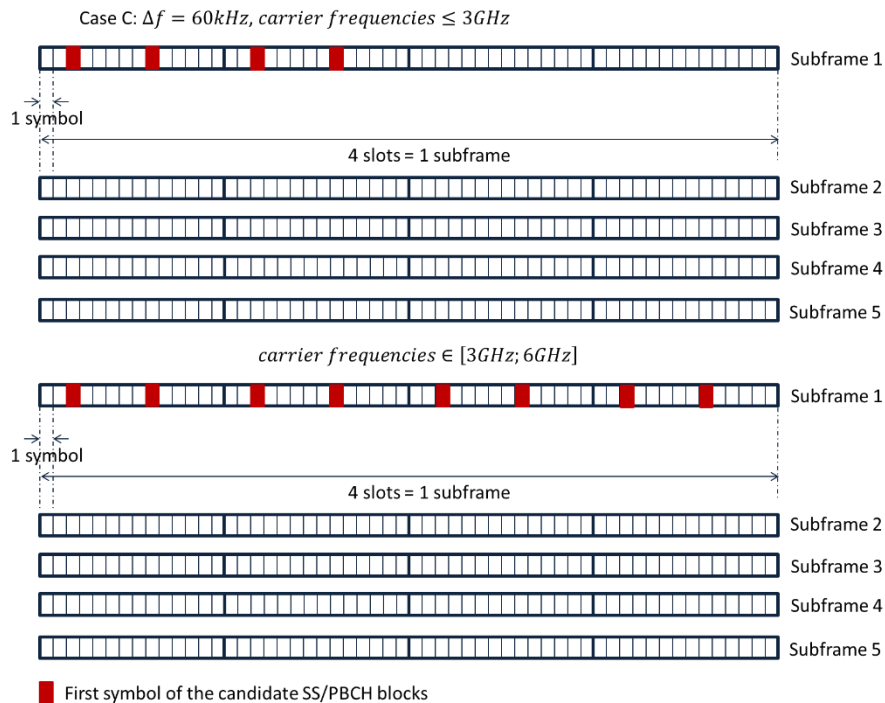 Case C: Δf = 60kHz, carrier frequencies ≤ 3GHz
Subframe 1
1 symbol
4 slots = 1 subframe
Subframe 2
Subframe 3
Subframe 4
Subframe 5
carrier frequencies ∈ [3GHz; 6GHz]
Subframe 1
1 symbol
4 slots = 1 subframe
Subframe 2
Subframe 3
Subframe 4
Subframe 5
First symbol of the candidate SS/PBCH blocks